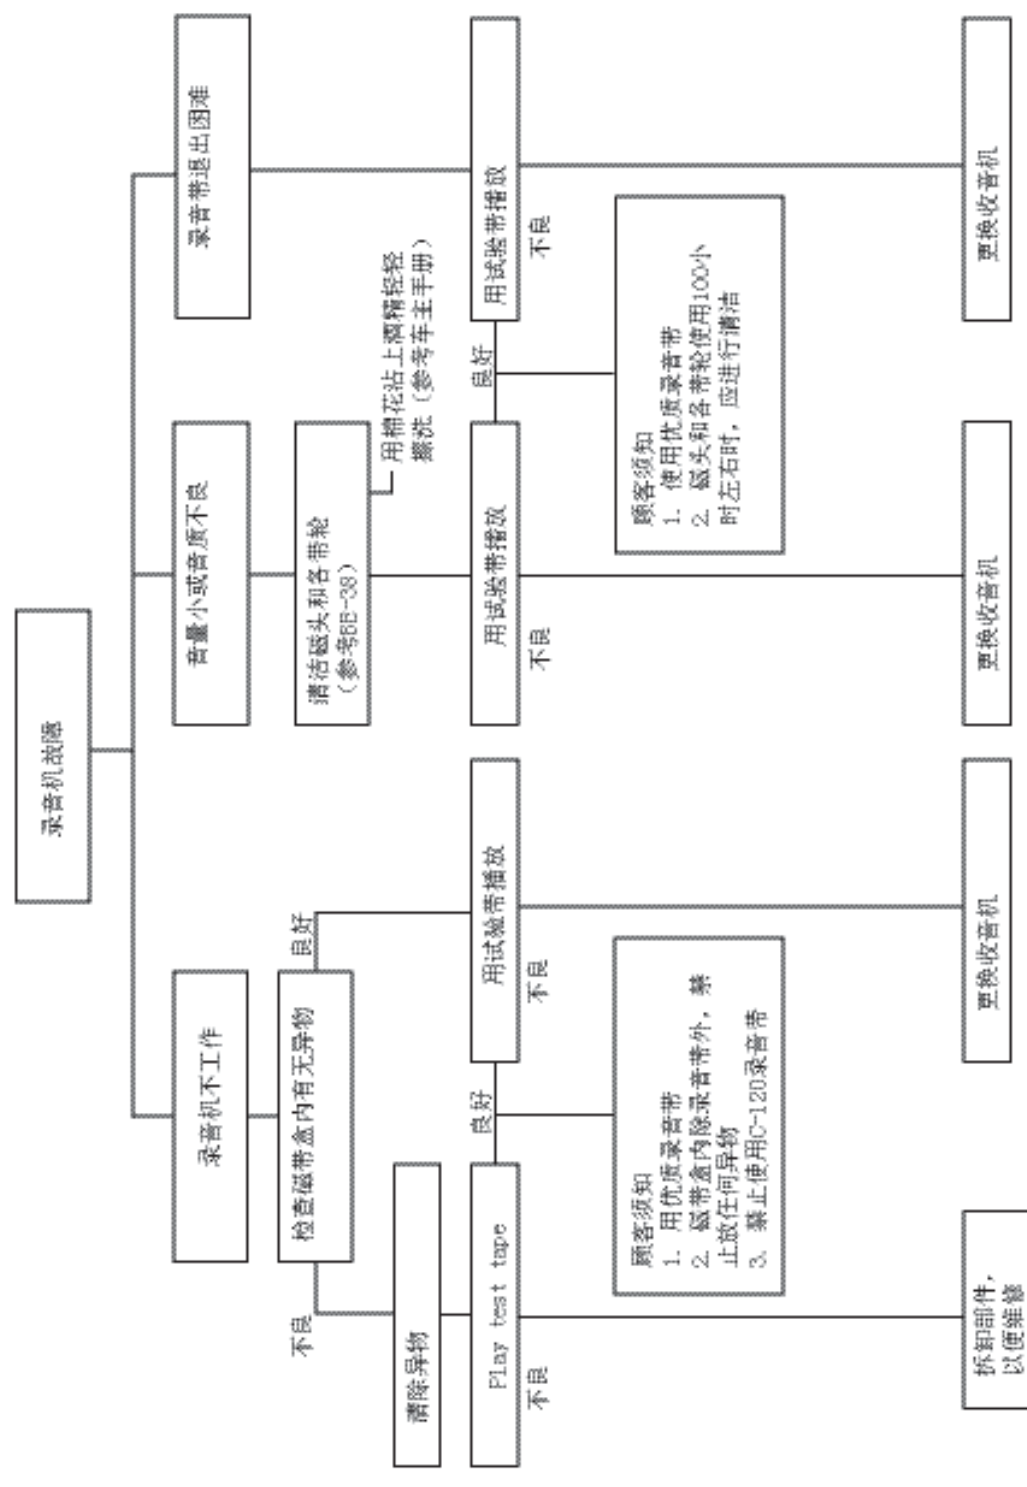 录音机故障
录音机不工作
音量小或音质不良
录音带退出困难
检查磁带盒内有无异物
良好
不良
清洁磁头和各带轮
（参考BE-38）
用棉花沾上酒精轻轻
擦洗（参考车主手册）
清除异物
Play test tape
良好
用试验带播放
用试验带播放
良好
用试验带播放
不良
不良
不良
不良
顾客须知
1. 用优质录音带
2. 磁带盒内除录音带外，禁
止放任何异物
3. 禁止使用C-120录音带
顾客须知
1. 使用优质录音带
2. 磁头和各带轮使用100小
时左右时，应进行清洁
拆卸部件，
以便维修
更换收音机
更换收音机
更换收音机